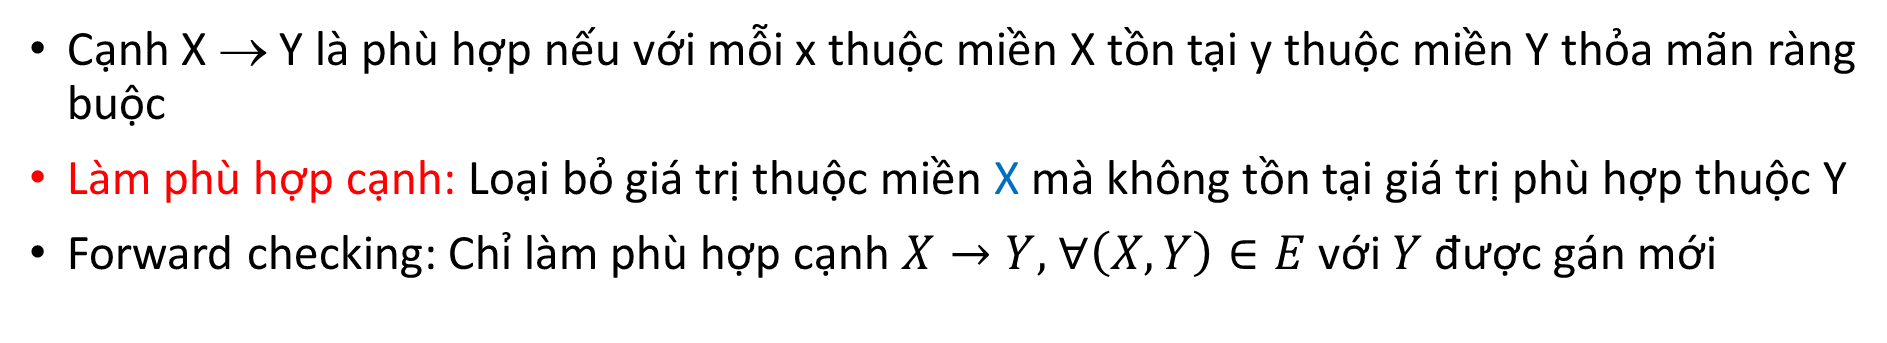 • Cạnh X → Y là phù hợp nếu với mỗi x thuộc miền X tồn tại y thuộc miền Y thỏa mãn ràng
buộc
• Làm phù hợp cạnh: Loại bỏ giá trị thuộc miền X mà không tồn tại giá trị phù hợp thuộc Y
• Forward checking: Chỉ làm phù hợp cạnh 𝑋 → 𝑌, ∀(𝑋, 𝑌) ∈ 𝐸 với 𝑌 được gán mới